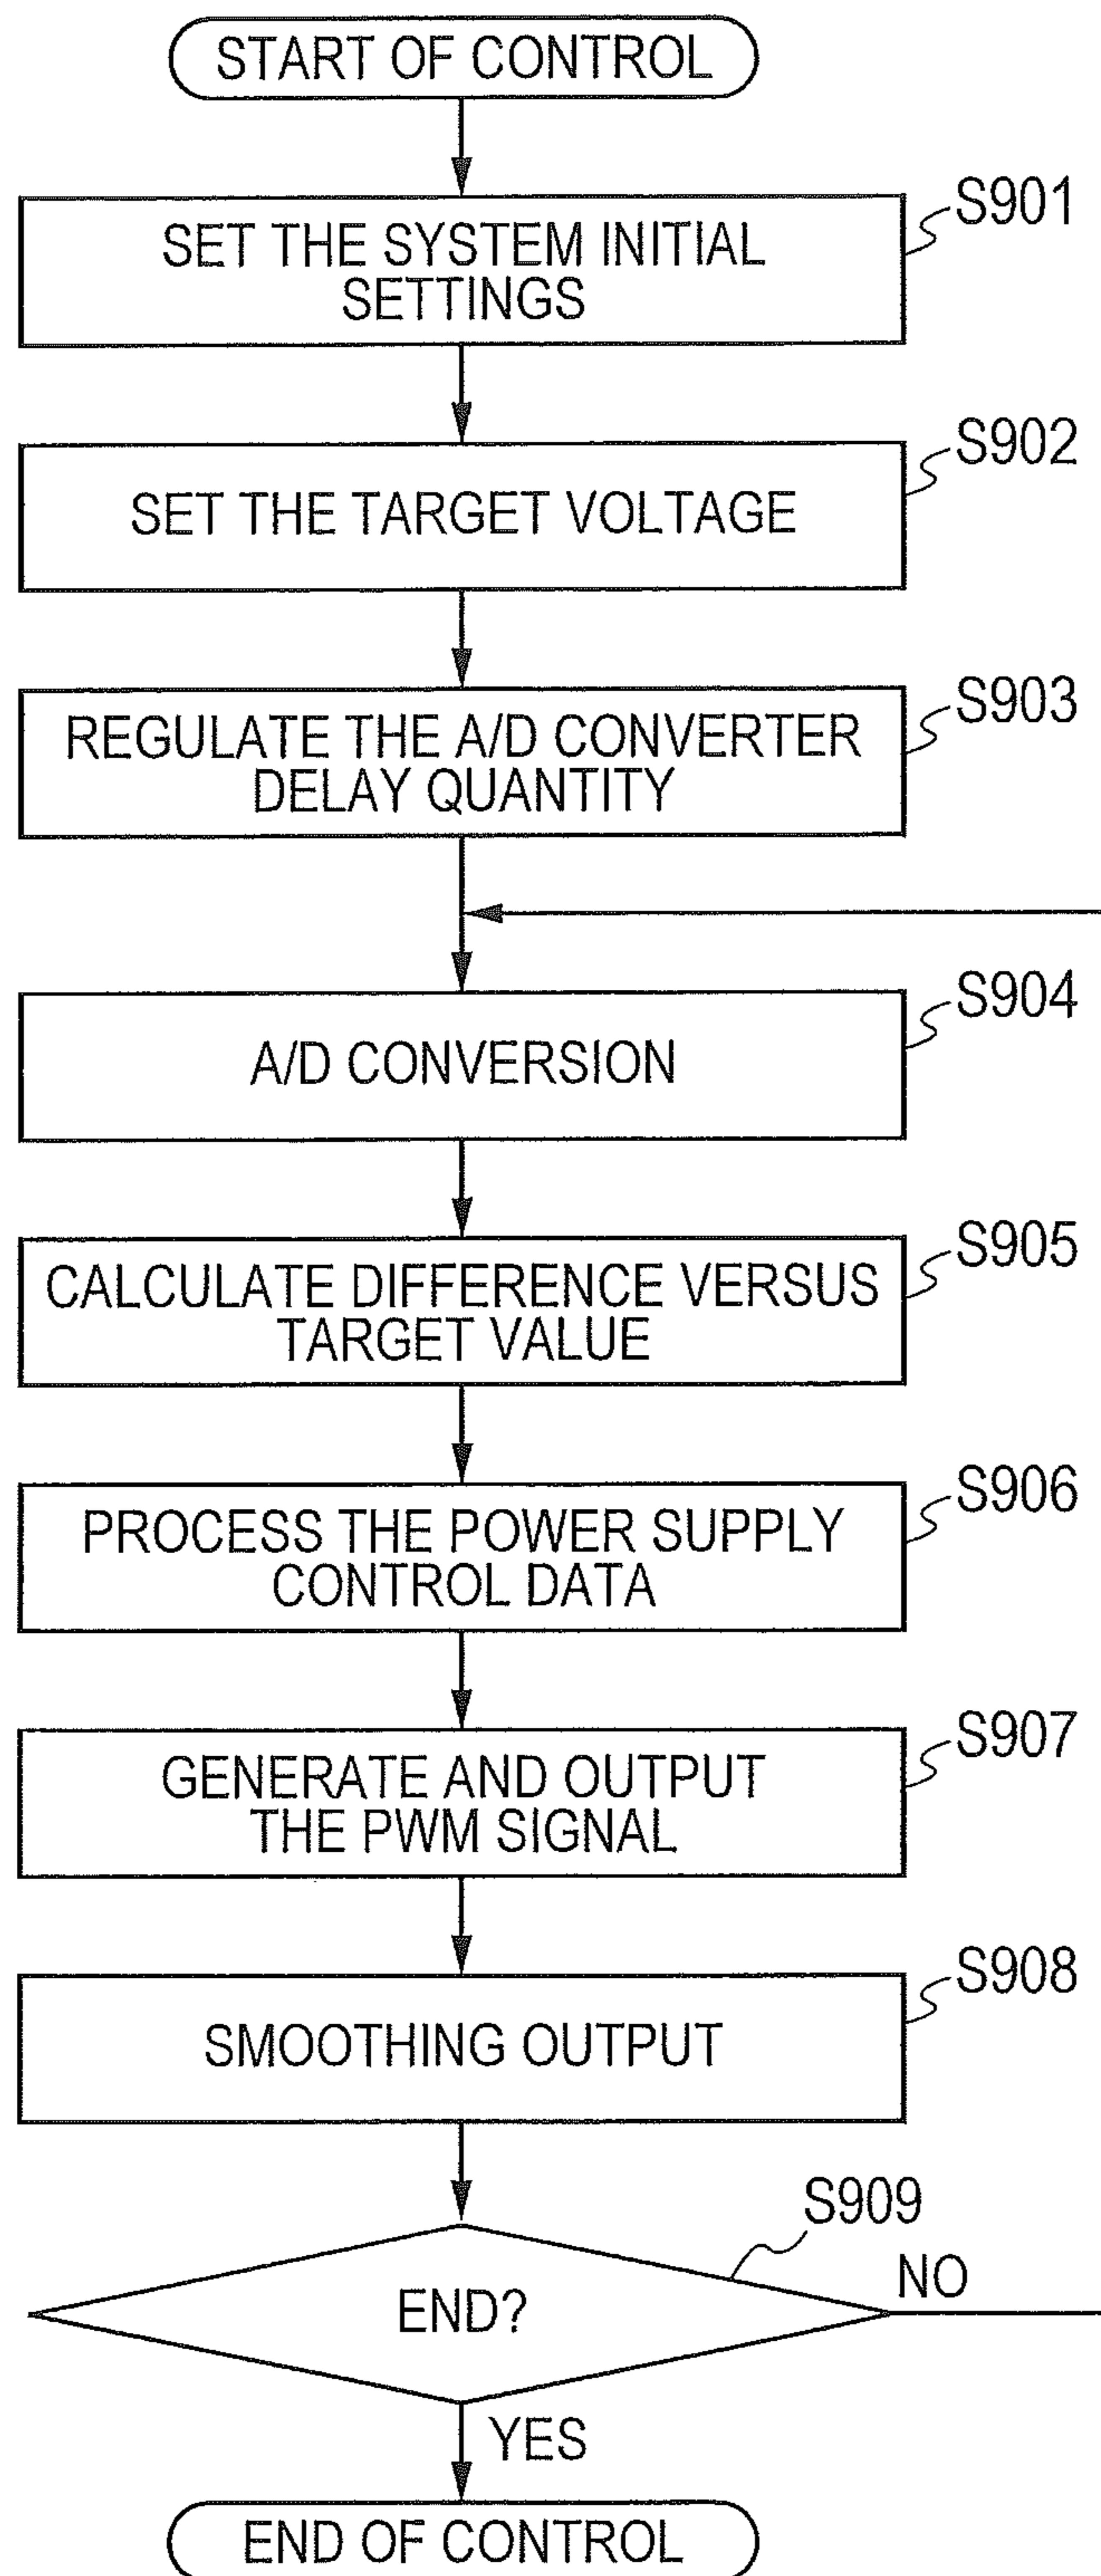 START OF CONTROL
S901
SET THE SYSTEM INITIAL
SETTINGS
S902
SET THE TARGET VOLTAGE
S903
REGULATE THE A/D CONVERTER
DELAY QUANTITY
S904
A/D CONVERSION
S905
CALCULATE DIFFERENCE VERSUS
TARGET VALUE
S906
PROCESS THE POWER SUPPLY
CONTROL DATA
S907
GENERATE AND OUTPUT
THE PWM SIGNAL
S908
SMOOTHING OUTPUT
S909
END?
NO
YES
END OF CONTROL